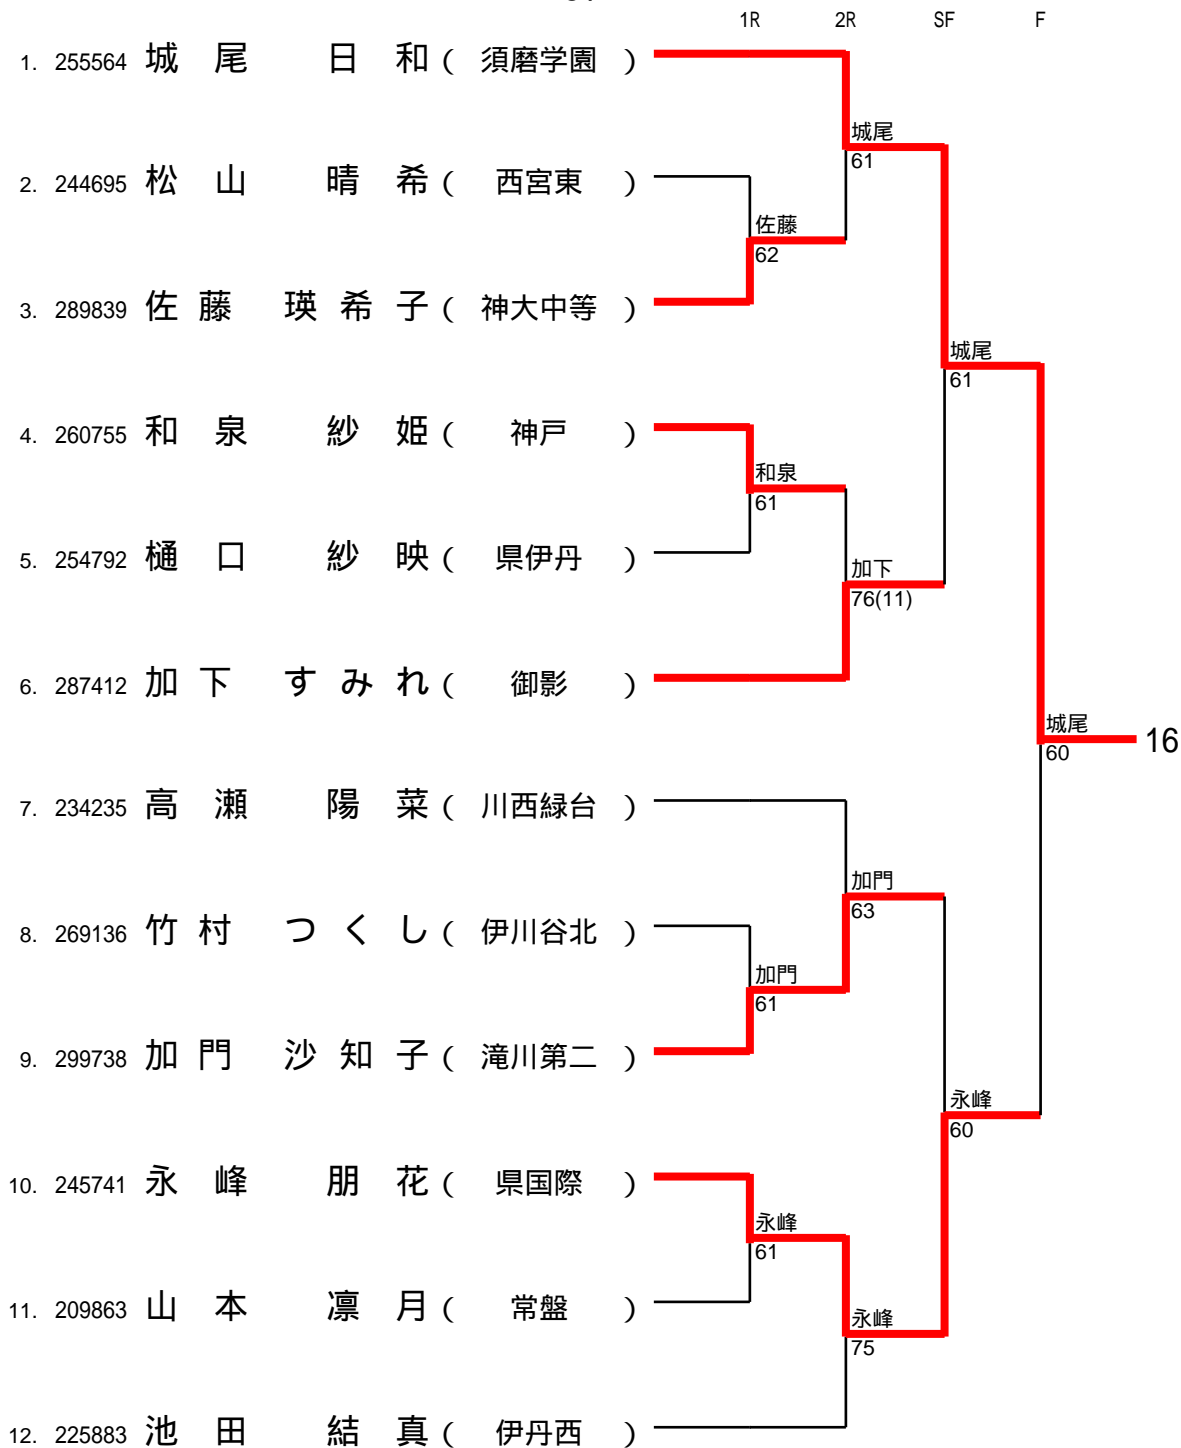 1R 2R SF F
1. 255564 城尾 日和 ( 須磨学園 )
城尾
61
2. 244695 松山 晴希 ( 西宮東 )
佐藤
62
3. 289839 佐藤 瑛希子 ( 神大中等 )
城尾
61
4. 260755 和泉 紗姫 ( 神戸 )
和泉
61
5. 254792 樋口 紗映 ( 県伊丹 )
加下
76(11)
6. 287412 加下 すみれ ( 御影 )
城尾
60
16
7. 234235 高瀬 陽菜 ( 川西緑台 )
加門
63
8. 269136 竹村 つくし ( 伊川谷北 )
加門
61
9. 299738 加門 沙知子 ( 滝川第二 )
永峰
60
10. 245741 永峰 朋花 ( 県国際 )
永峰
61
11. 209863 山本 凛月 ( 常盤 )
永峰
75
12. 225883 池田 結真 ( 伊丹西 )